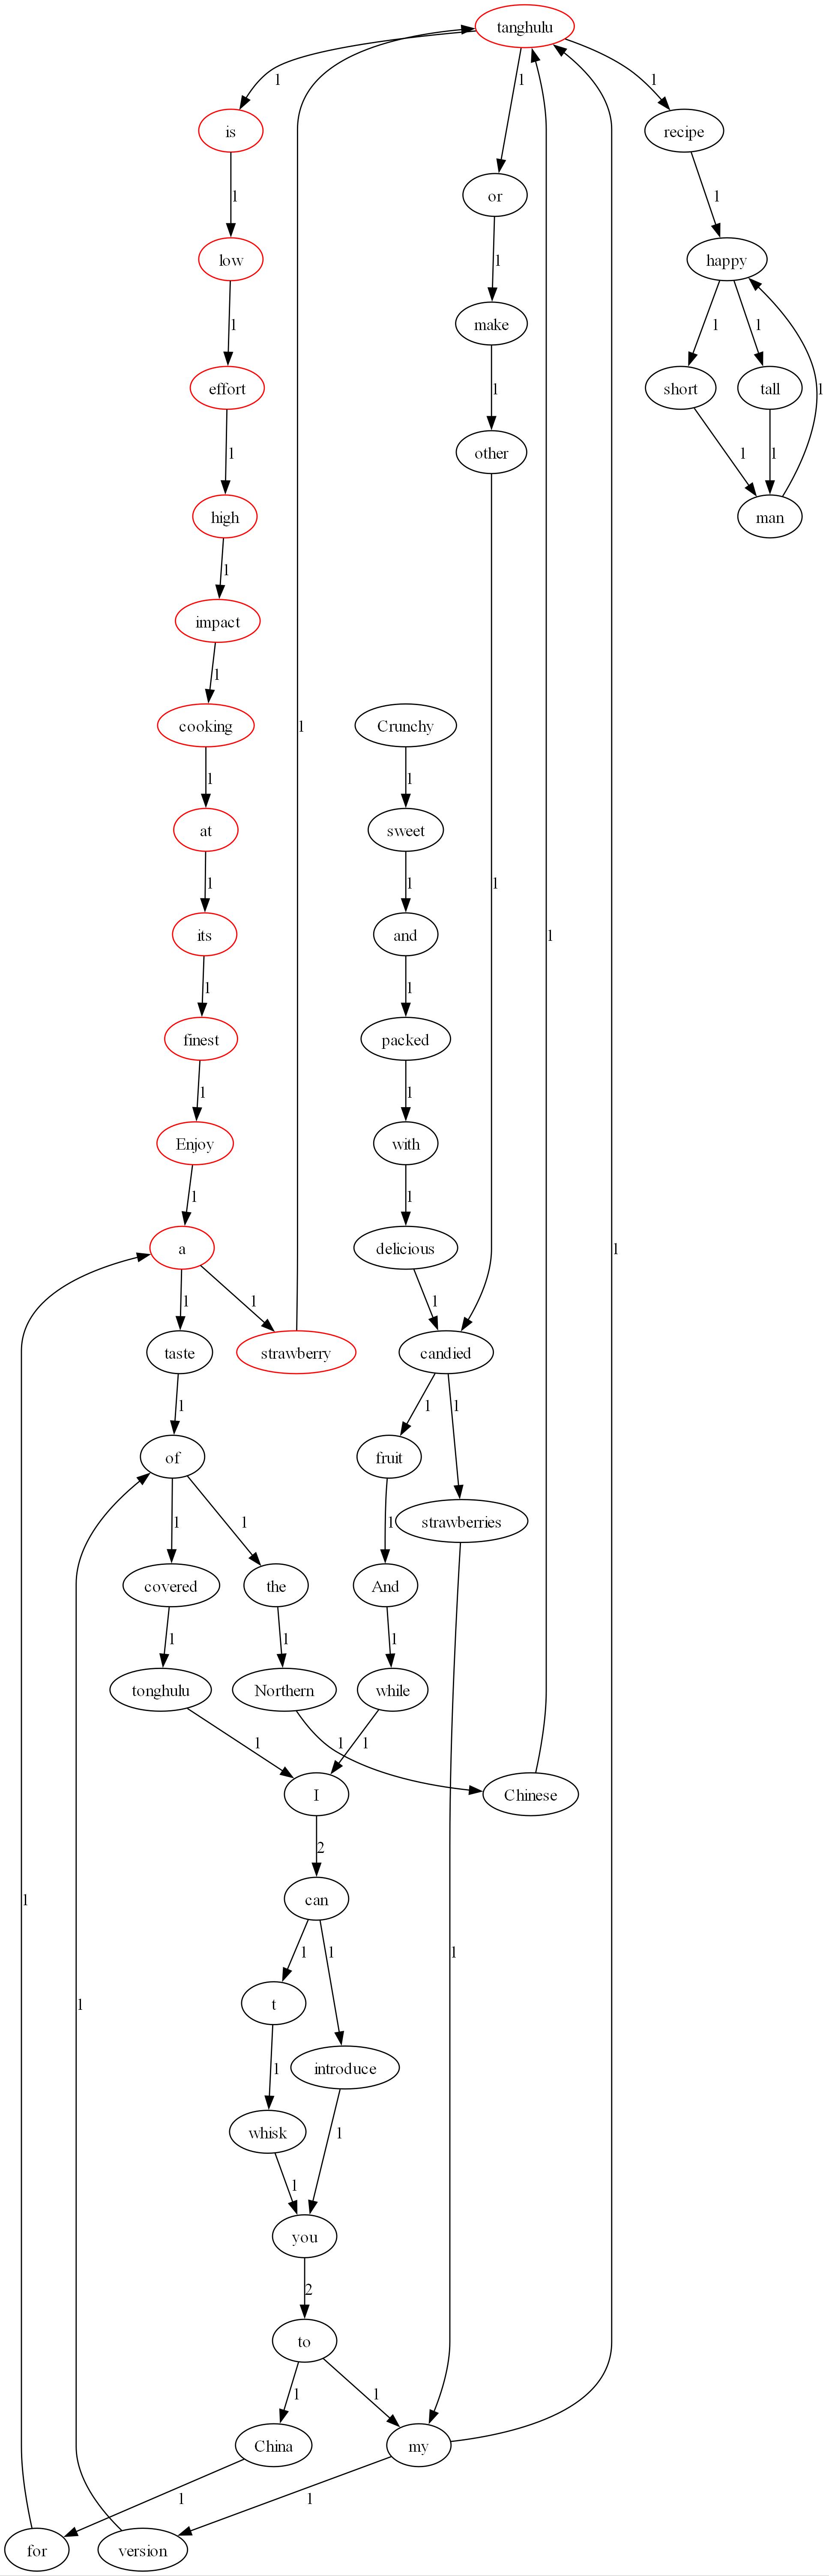 tanghulu
1
1
1
is
recipe
1
or
1
low
1
happy
1
make
1
1
effort
short
tall
1
other
1
1
1
high
man
1
impact
1
cooking
Crunchy
1
1
1
at
sweet
1
1
1
its
and
1
1
1
finest
packed
1
1
Enjoy
with
1
1
a
delicious
1
1
1
1
taste
strawberry
candied
1
1
1
of
fruit
1
1
1
strawberries
covered
the
And
1
1
1
tonghulu
Northern
while
1
1
1
I
Chinese
2
1
can
1
1
1
t
1
introduce
1
whisk
1
1
you
2
to
1
1
China
my
1
1
for
version